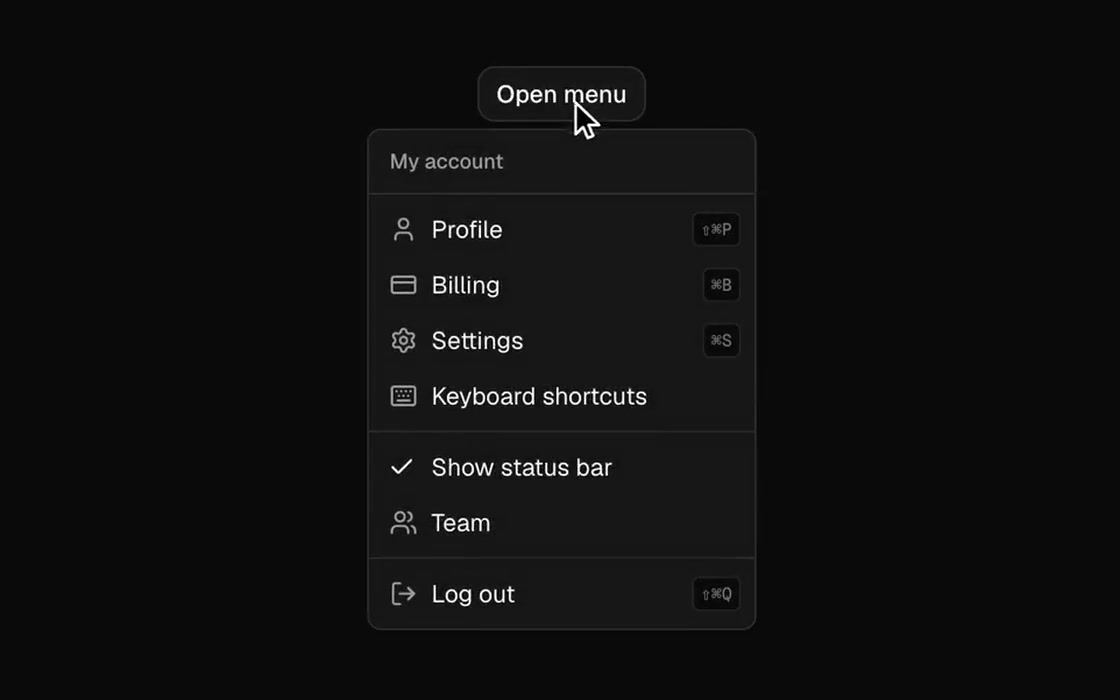 Open menu
My account
Profile ⇧⌘P
Billing ⌘B
Settings ⌘S
Keyboard shortcuts
Show status bar
Team
Log out ⇧⌘Q